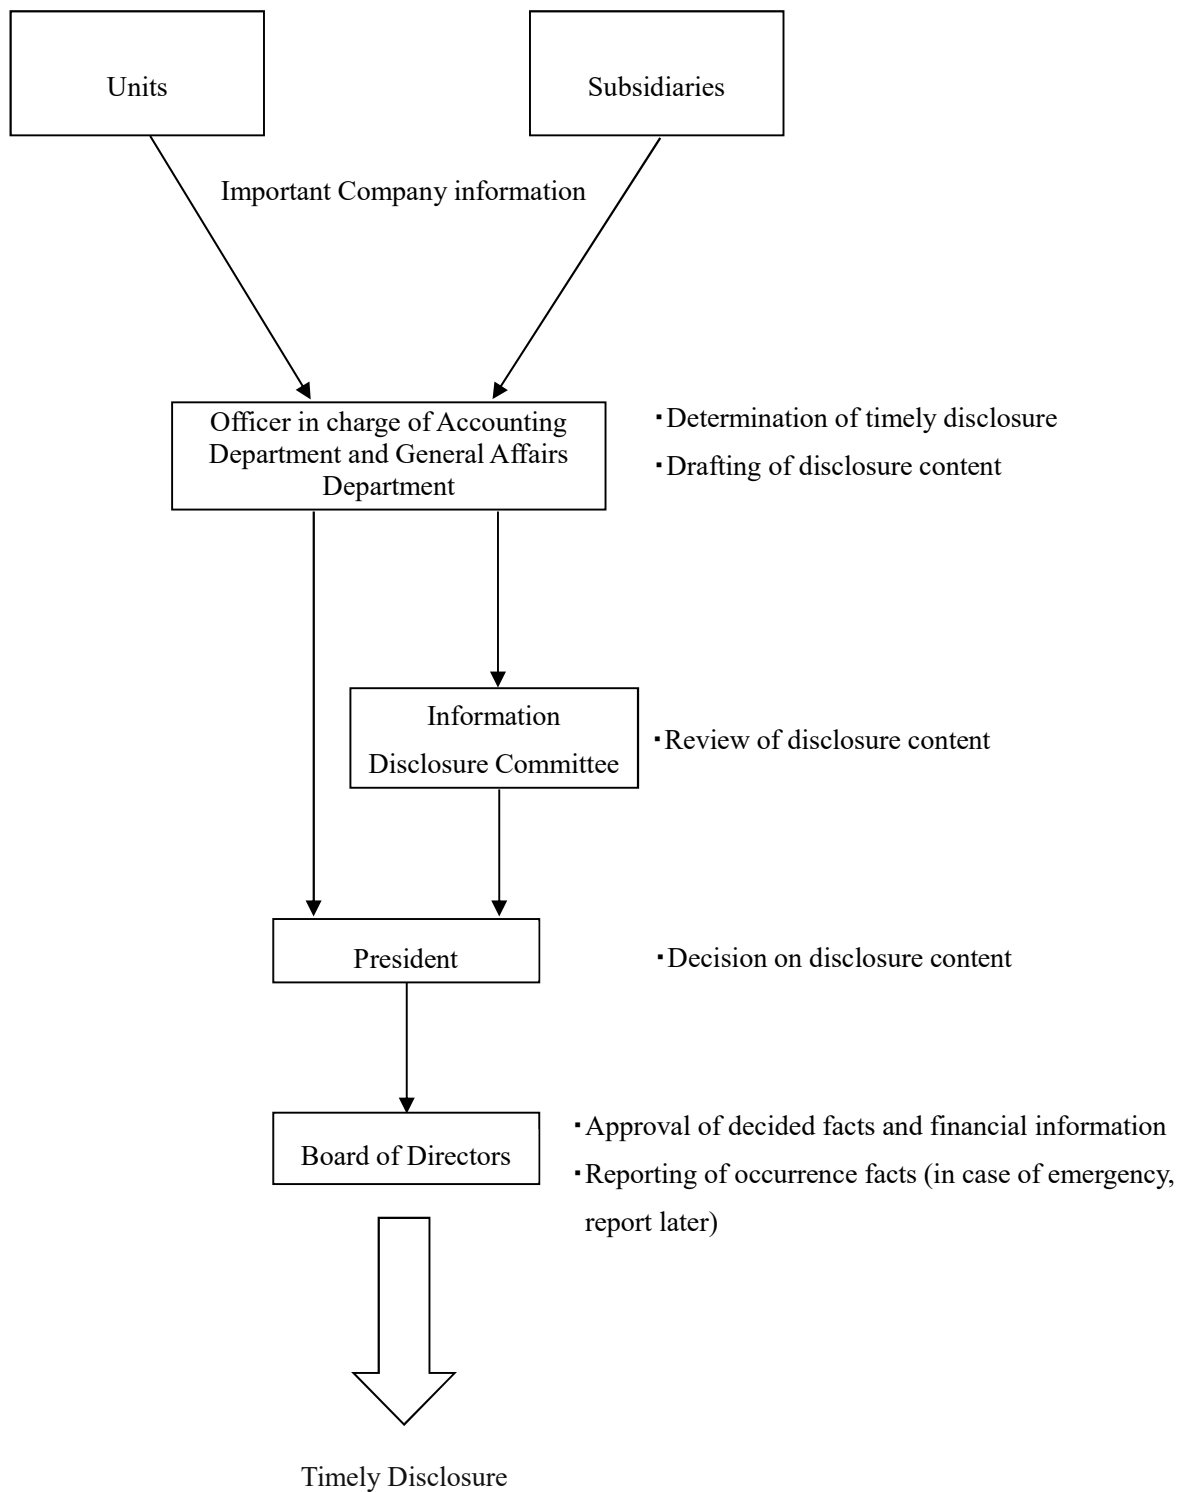 Units
Subsidiaries
Important Company information
Officer in charge of Accounting
Department and General Affairs
Department
・Determination of timely disclosure
・Drafting of disclosure content
Information
Disclosure Committee
・Review of disclosure content
President
・Decision on disclosure content
Board of Directors
・Approval of decided facts and financial information
・Reporting of occurrence facts (in case of emergency,
report later)
Timely Disclosure